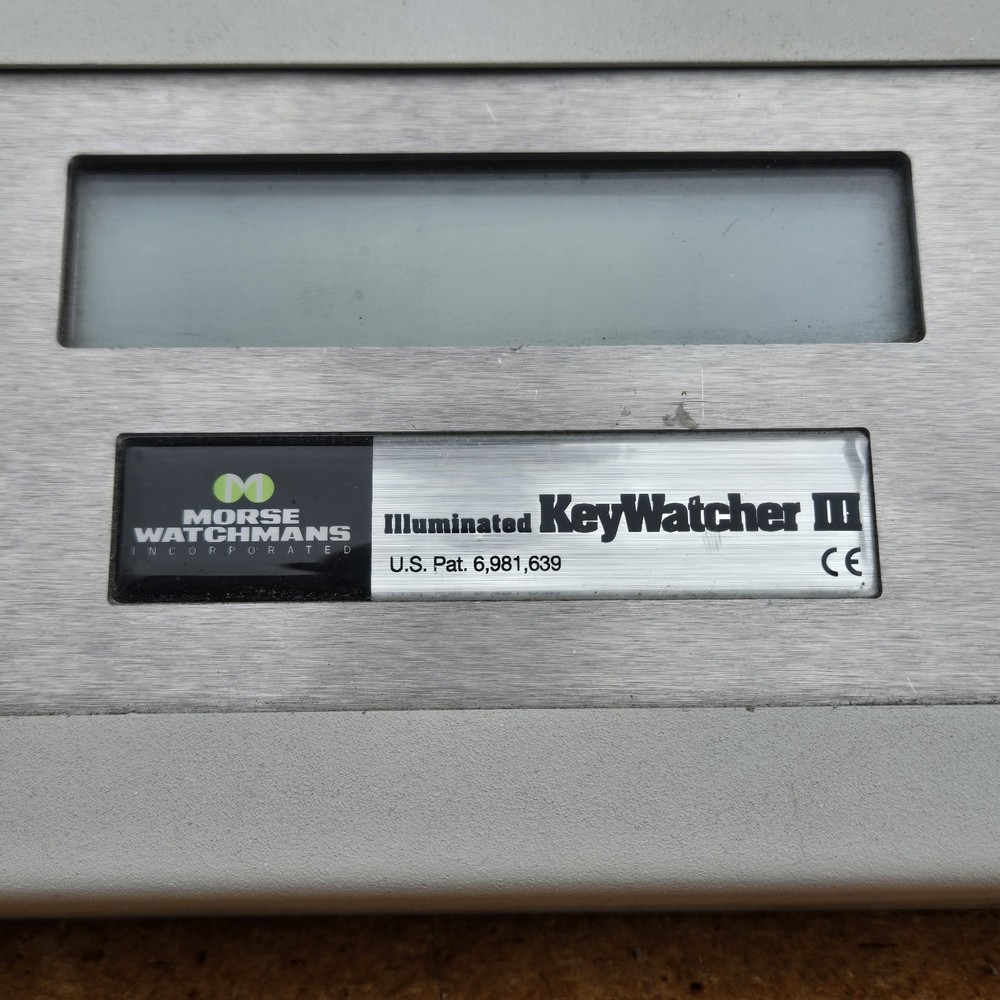 MORSE
WATCHMANS
INCORPORATED
Illuminated KeyWatcher III
U.S. Pat. 6,981,639
CE